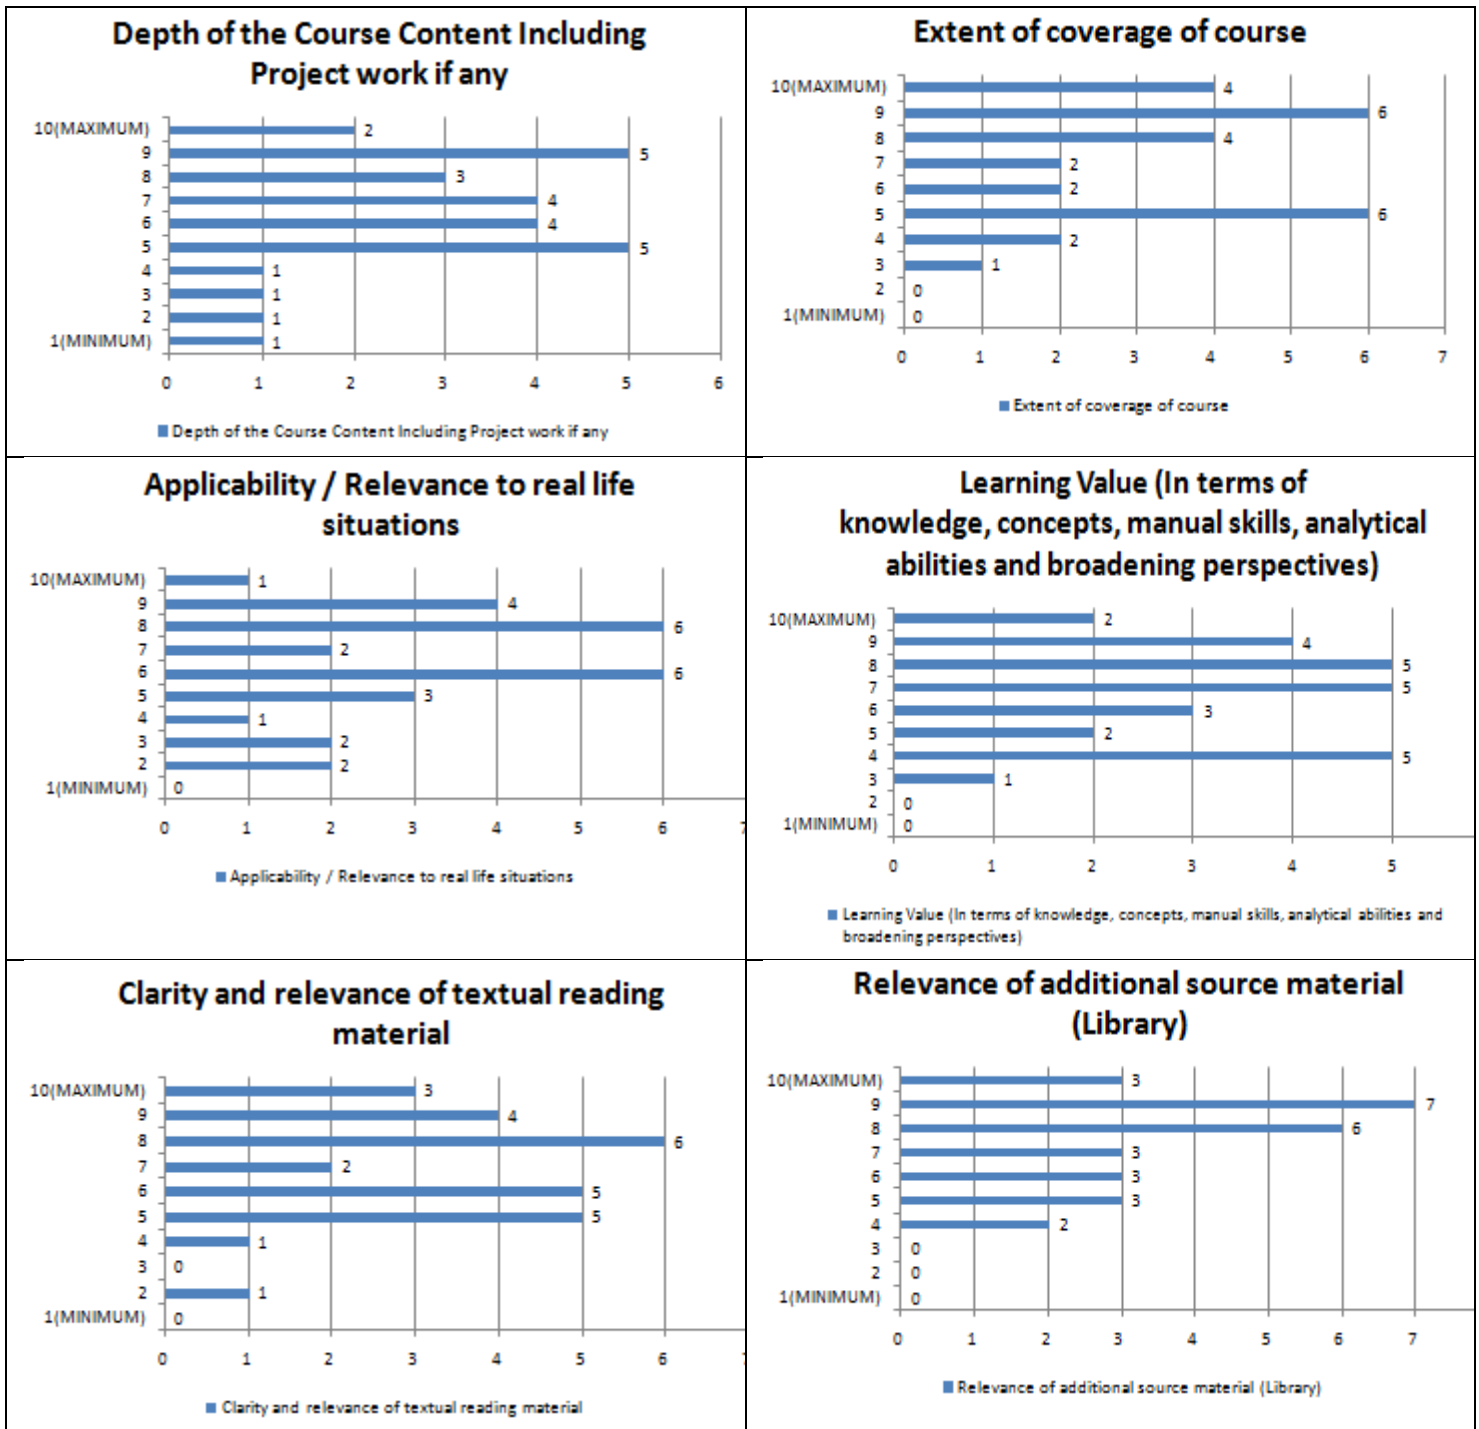 Depth of the Course Content Including
Project work if any
10(MAXIMUM) 2
9 5
8 3
7 4
6 4
5 5
4 1
3 1
2 1
1(MINIMUM) 1
0 1 2 3 4 5 6
Depth of the Course Content Including Project work if any
Extent of coverage of course
10(MAXIMUM) 4
9 6
8 4
7 2
6 2
5 6
4 2
3 1
2 0
1(MINIMUM) 0
0 1 2 3 4 5 6 7
Extent of coverage of course
Applicability / Relevance to real life
situations
10(MAXIMUM) 1
9 4
8 6
7 2
6 6
5 3
4 1
3 2
2 2
1(MINIMUM) 0
0 1 2 3 4 5 6
Applicability / Relevance to real life situations
Learning Value (In terms of
knowledge, concepts, manual skills, analytical
abilities and broadening perspectives)
10(MAXIMUM) 2
9 4
8 5
7 5
6 3
5 2
4 5
3 1
2 0
1(MINIMUM) 0
0 1 2 3 4 5
Learning Value (In terms of knowledge, concepts, manual skills, analytical abilities and
broadening perspectives)
Clarity and relevance of textual reading
material
10(MAXIMUM) 3
9 4
8 6
7 2
6 5
5 5
4 1
3 0
2 1
1(MINIMUM) 0
0 1 2 3 4 5 6
Clarity and relevance of textual reading material
Relevance of additional source material
(Library)
10(MAXIMUM) 3
9 7
8 6
7 3
6 3
5 3
4 2
3 0
2 0
1(MINIMUM) 0
0 1 2 3 4 5 6 7
Relevance of additional source material (Library)